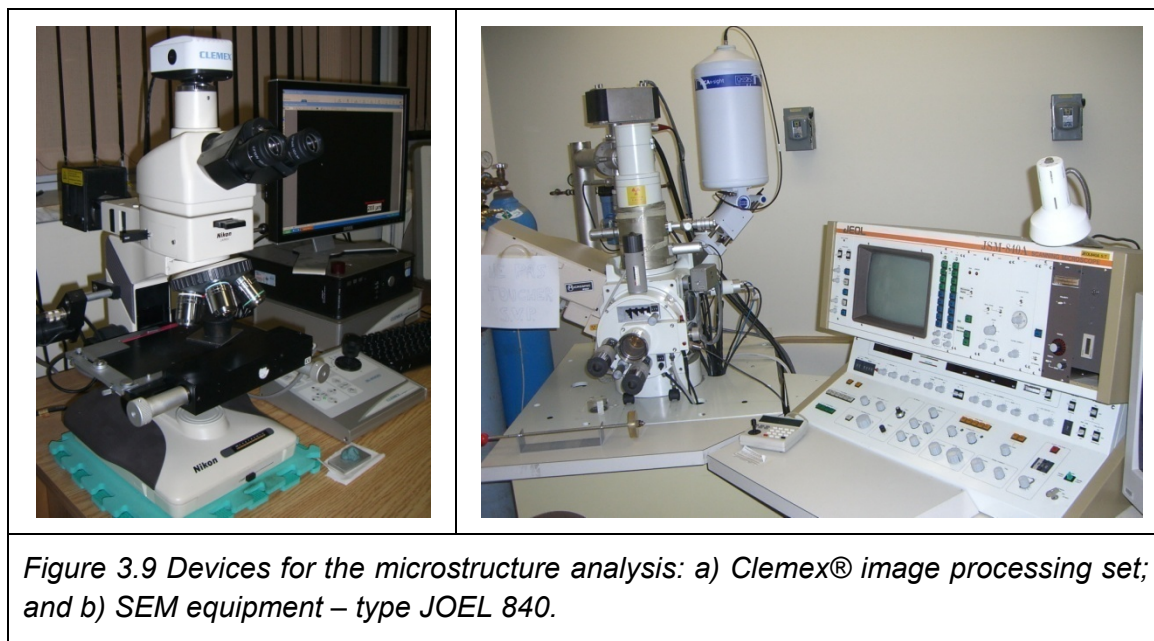 CLEMEX
Nikon
Nikon
JEOL
JSM-840A
Figure 3.9 Devices for the microstructure analysis: a) Clemex® image processing set;
and b) SEM equipment – type JOEL 840.